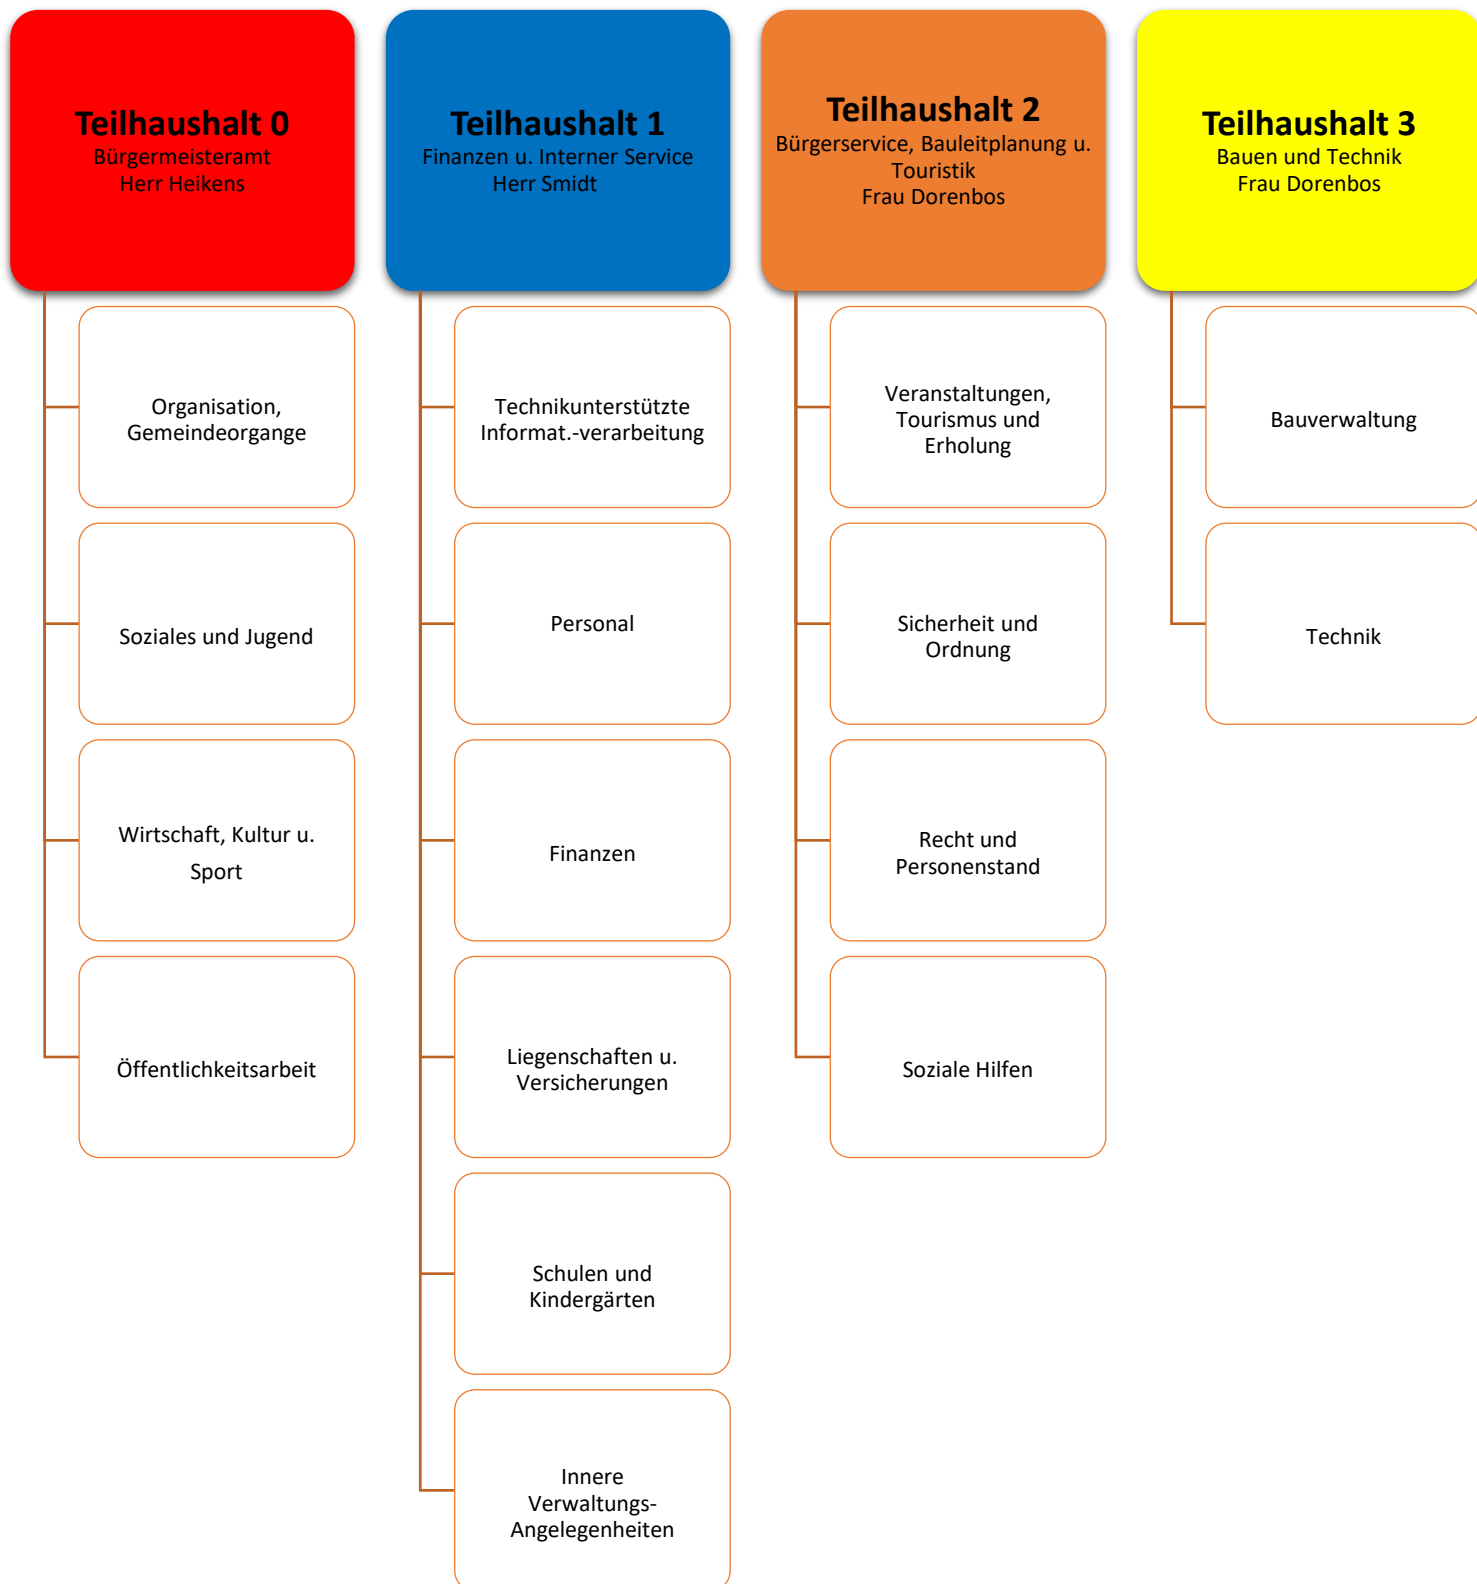 Teilhaushalt 0
Bürgermeisteramt
Herr Heikens
Organisation,
Gemeindeorgange
Soziales und Jugend
Wirtschaft, Kultur u.
Sport
Öffentlichkeitsarbeit
Teilhaushalt 1
Finanzen u. Interner Service
Herr Smidt
Technikunterstützte
Informat.-verarbeitung
Personal
Finanzen
Liegenschaften u.
Versicherungen
Schulen und
Kindergärten
Innere
Verwaltungs-
Angelegenheiten
Teilhaushalt 2
Bürgerservice, Bauleitplanung u.
Touristik
Frau Dorenbos
Veranstaltungen,
Tourismus und
Erholung
Sicherheit und
Ordnung
Recht und
Personenstand
Soziale Hilfen
Teilhaushalt 3
Bauen und Technik
Frau Dorenbos
Bauverwaltung
Technik